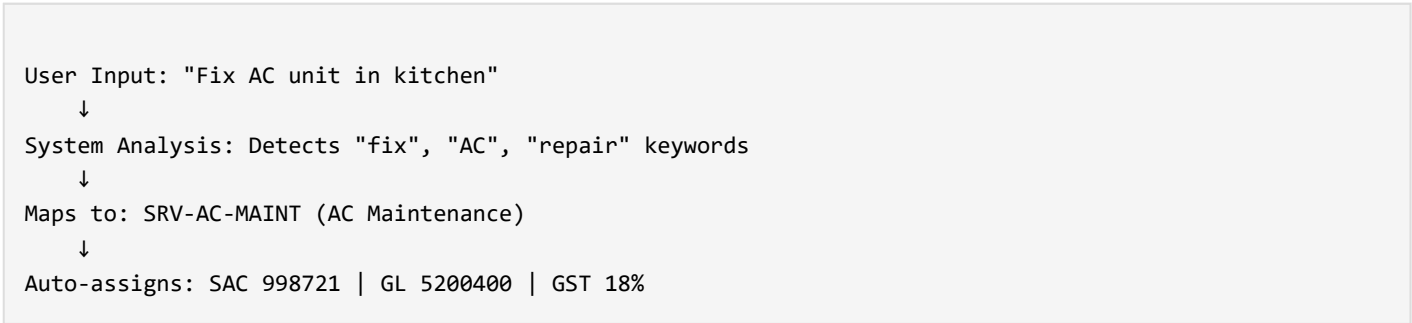 User Input: "Fix AC unit in kitchen"
↓
System Analysis: Detects "fix", "AC", "repair" keywords
↓
Maps to: SRV-AC-MAINT (AC Maintenance)
↓
Auto-assigns: SAC 998721 | GL 5200400 | GST 18%